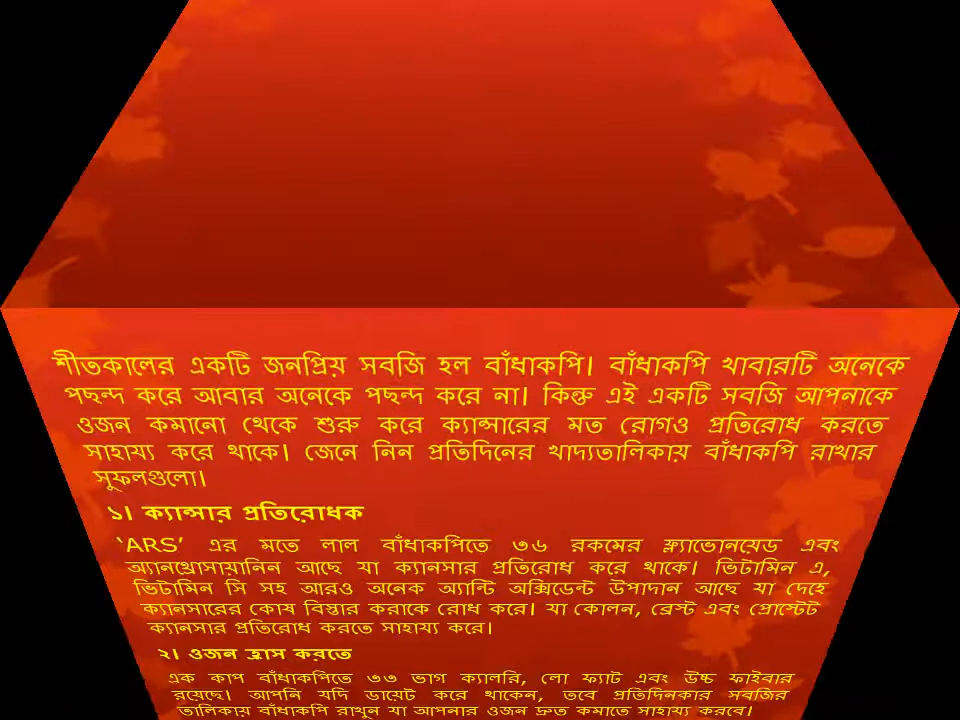 শীতকালের একটি জনপ্রিয় সবজি হল বাঁধাকপি। বাঁধাকপি খাবারটি অনেকে
পছন্দ করে আবার অনেকে পছন্দ করে না। কিন্তু এই একটি সবজি আপনাকে
ওজন কমানো থেকে শুরু করে ক্যান্সারের মত রোগও প্রতিরোধ করতে
সাহায্য করে থাকে। জেনে নিন প্রতিদিনের খাদ্যতালিকায় বাঁধাকপি রাখার
সুফলগুলো।
১। ক্যান্সার প্রতিরোধক
‘ARS’ এর মতে লাল বাঁধাকপিতে ৩৬ রকমের ফ্ল্যাভোনয়েড এবং
অ্যানথ্রোসায়ানিন আছে যা ক্যানসার প্রতিরোধ করে থাকে। ভিটামিন এ,
ভিটামিন সি সহ আরও অনেক অ্যান্টি অক্সিডেন্ট উপাদান আছে যা দেহে
ক্যানসারের কোষ বিস্তার করাকে রোধ করে। যা কোলন, ব্রেস্ট এবং প্রোস্টেট
ক্যানসার প্রতিরোধ করতে সাহায্য করে।
২। ওজন হ্রাস করতে
এক কাপ বাঁধাকপিতে ৩৩ ভাগ ক্যালরি, লো ফ্যাট এবং উচ্চ ফাইবার
রয়েছে। আপনি যদি ডায়েট করে থাকেন, তবে প্রতিদিনকার সবজির
তালিকায় বাঁধাকপি রাখুন যা আপনার ওজন দ্রুত কমাতে সাহায্য করবে।